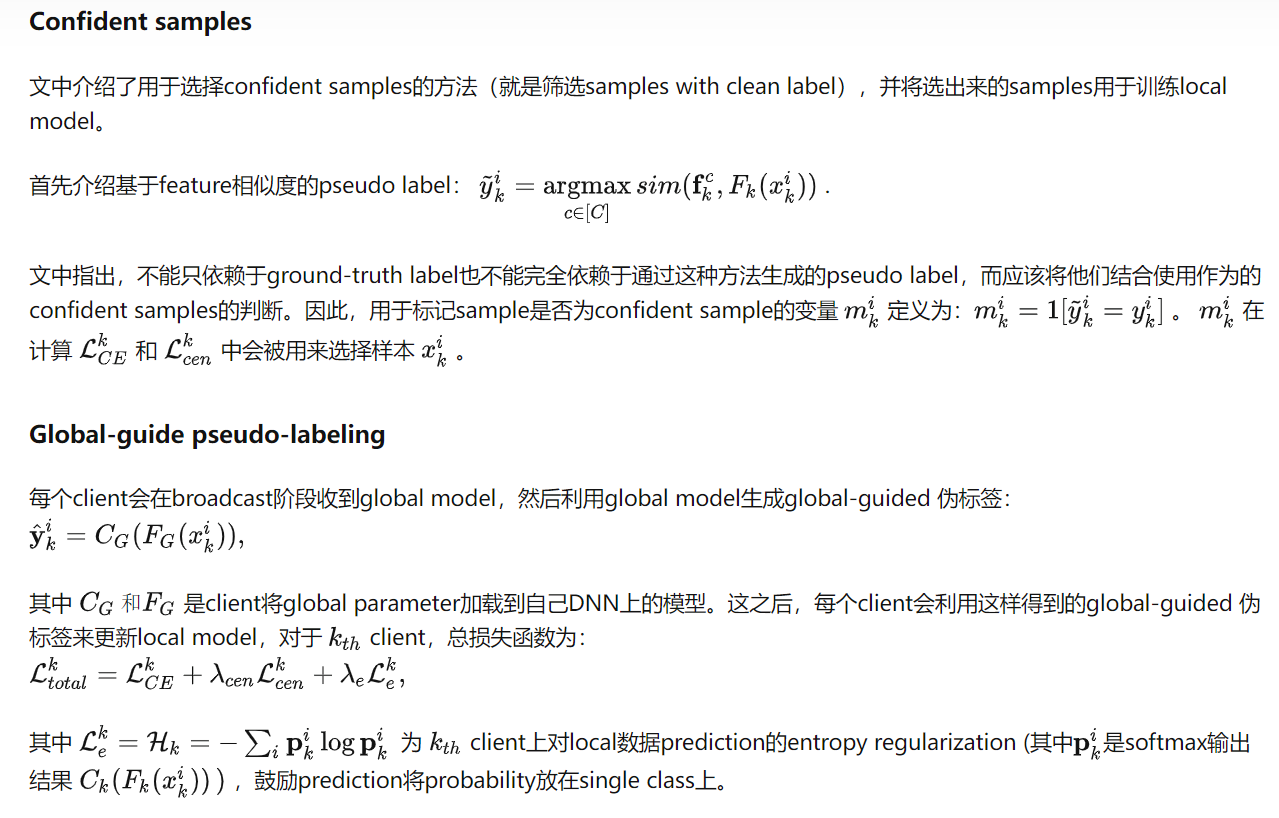 Confident samples
文中介绍了用于选择confident samples的方法（就是筛选samples with clean label），并将选出来的samples用于训练local
model。
首先介绍基于feature相似度的pseudo label： $\tilde{y}_k^i = \underset{c\in[C]}{\mathrm{argmax}}\, sim(\mathbf{f}_k^c, F_k(x_k^i))$ .
文中指出，不能只依赖于ground-truth label也不能完全依赖于通过这种方法生成的pseudo label，而应该将他们结合使用作为的
confident samples的判断。因此，用于标记sample是否为confident sample的变量 $m_k^i$ 定义为： $m_k^i = \mathbf{1}[\tilde{y}_k^i = y_k^i]$ 。 $m_k^i$ 在
计算 $\mathcal{L}_{CE}^k$ 和 $\mathcal{L}_{cen}^k$ 中会被用来选择样本 $x_k^i$ 。
Global-guide pseudo-labeling
每个client会在broadcast阶段收到global model，然后利用global model生成global-guided 伪标签：
$\hat{\mathbf{y}}_k^i = C_G(F_G(x_k^i)),$
其中 $C_G$ 和 $F_G$ 是client将global parameter加载到自己DNN上的模型。这之后，每个client会利用这样得到的global-guided 伪
标签来更新local model，对于 $k_{th}$ client，总损失函数为：
$\mathcal{L}_{total}^k = \mathcal{L}_{CE}^k + \lambda_{cen}\mathcal{L}_{cen}^k + \lambda_e\mathcal{L}_e^k,$
其中 $\mathcal{L}_e^k = \mathcal{H}_k = -\sum_i \mathbf{p}_k^i \log \mathbf{p}_k^i$ 为 $k_{th}$ client上对local数据prediction的entropy regularization (其中$\mathbf{p}_k^i$是softmax输出
结果 $C_k(F_k(x_k^i))$ ) ，鼓励prediction将probability放在single class上。